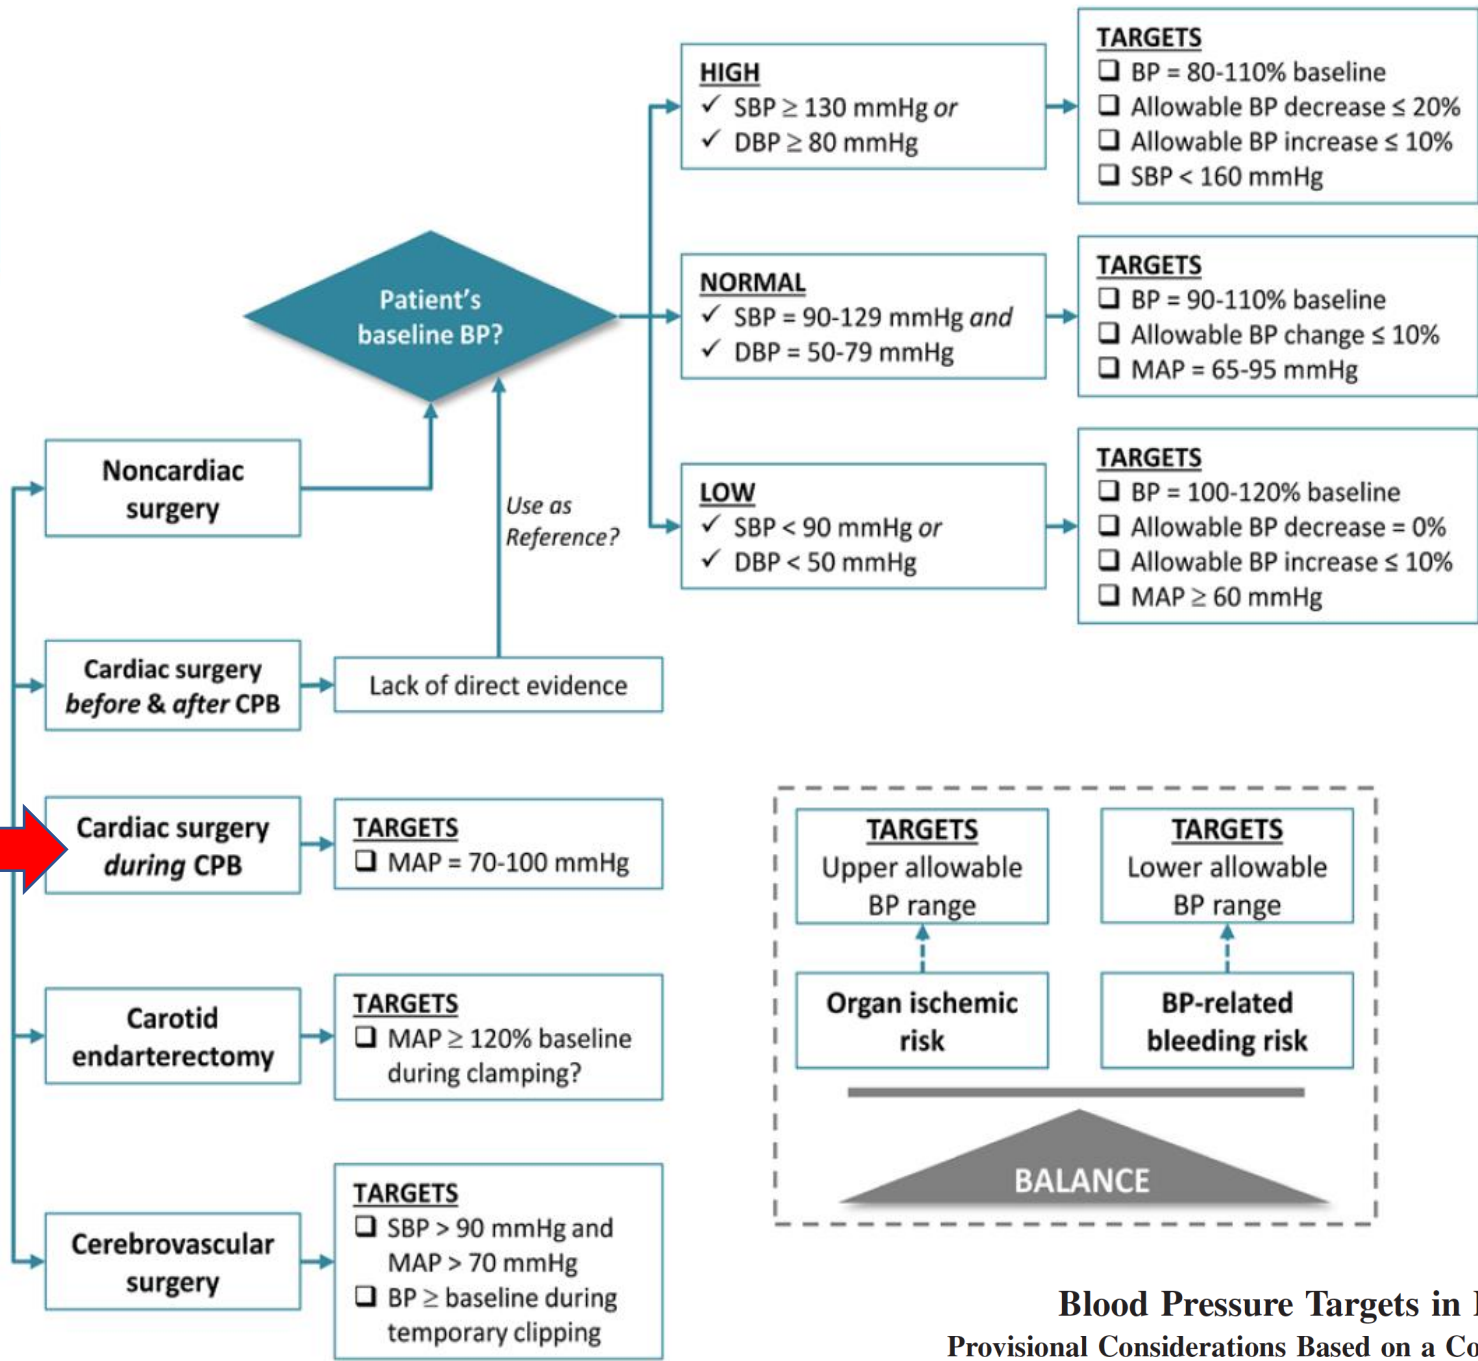 HIGH
✓ SBP ≥ 130 mmHg or
✓ DBP ≥ 80 mmHg
TARGETS
❑ BP = 80-110% baseline
❑ Allowable BP decrease ≤ 20%
❑ Allowable BP increase ≤ 10%
❑ SBP < 160 mmHg
Patient's
baseline BP?
NORMAL
✓ SBP = 90-129 mmHg and
✓ DBP = 50-79 mmHg
TARGETS
❑ BP = 90-110% baseline
❑ Allowable BP change ≤ 10%
❑ MAP = 65-95 mmHg
LOW
✓ SBP < 90 mmHg or
✓ DBP < 50 mmHg
TARGETS
❑ BP = 100-120% baseline
❑ Allowable BP decrease = 0%
❑ Allowable BP increase ≤ 10%
❑ MAP ≥ 60 mmHg
Noncardiac
surgery
Use as
Reference?
Cardiac surgery
before & after CPB
Lack of direct evidence
Cardiac surgery
during CPB
TARGETS
❑ MAP = 70-100 mmHg
Carotid
endarterectomy
TARGETS
❑ MAP ≥ 120% baseline
during clamping?
Cerebrovascular
surgery
TARGETS
❑ SBP > 90 mmHg and
MAP > 70 mmHg
❑ BP ≥ baseline during
temporary clipping
TARGETS
Upper allowable
BP range
TARGETS
Lower allowable
BP range
Organ ischemic
risk
BP-related
bleeding risk
BALANCE
Blood Pressure Targets in
Provisional Considerations Based on a